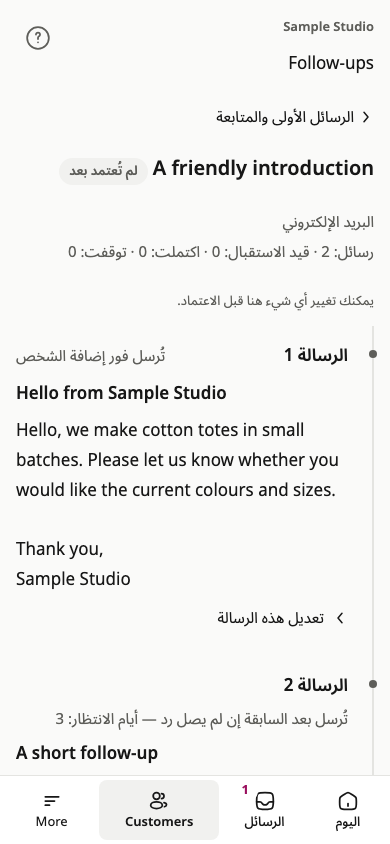 Sample Studio
Follow-ups
الرسائل الأولى والمتابعة
A friendly introduction لم تُعتمد بعد
البريد الإلكتروني
رسائل: 2 · قيد الاستقبال: 0 · اكتملت: 0 · توقفت: 0
يمكنك تغيير أي شيء هنا قبل الاعتماد.
الرسالة 1 تُرسل فور إضافة الشخص
Hello from Sample Studio
Hello, we make cotton totes in small
batches. Please let us know whether you
would like the current colours and sizes.
Thank you,
Sample Studio
تعديل هذه الرسالة
الرسالة 2
تُرسل بعد السابقة إن لم يصل رد — أيام الانتظار: 3
A short follow-up
اليوم
الرسائل 1
Customers
More